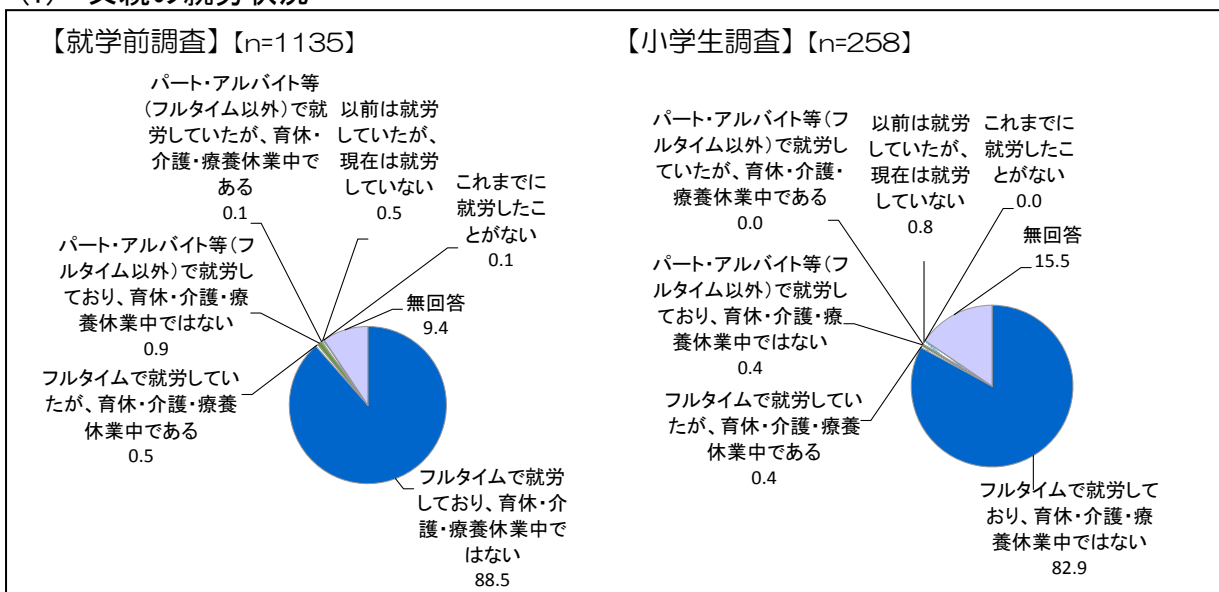 (1) 父親の就労状況
【就学前調査】【n=1135】
パート・アルバイト等
(フルタイム以外)で就
労していたが、育休・
介護・療養休業中で
ある
0.1
以前は就労
していたが、
現在は就労
していない
0.5
これまでに
就労したこ
とがない
0.1
パート・アルバイト等(フ
ルタイム以外)で就労し
ており、育休・介護・療
養休業中ではない
0.9
無回答
9.4
フルタイムで就労してい
たが、育休・介護・療養
休業中である
0.5
フルタイムで就労
しており、育休・介
護・療養休業中で
はない
88.5
【小学生調査】【n=258】
パート・アルバイト等(フ
ルタイム以外)で就労し
ていたが、育休・介護・
療養休業中である
0.0
以前は就労
していたが、
現在は就労
していない
0.8
これまでに
就労したこ
とがない
0.0
無回答
15.5
パート・アルバイト等(フ
ルタイム以外)で就労し
ており、育休・介護・療
養休業中ではない
0.4
フルタイムで就労してい
たが、育休・介護・療養
休業中である
0.4
フルタイムで就労して
おり、育休・介護・療
養休業中ではない
82.9